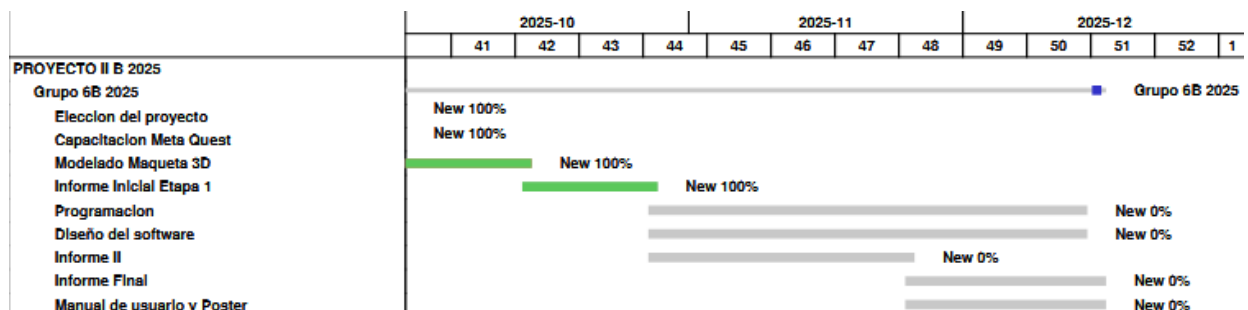 2025-10 2025-11 2025-12
41 42 43 44 45 46 47 48 49 50 51 52 1
PROYECTO II B 2025
Grupo 6B 2025 Grupo 6B 2025
Eleccion del proyecto New 100%
Capacitacion Meta Quest New 100%
Modelado Maqueta 3D New 100%
Informe Inicial Etapa 1 New 100%
Programacion New 0%
Diseño del software New 0%
Informe II New 0%
Informe Final New 0%
Manual de usuario y Poster New 0%